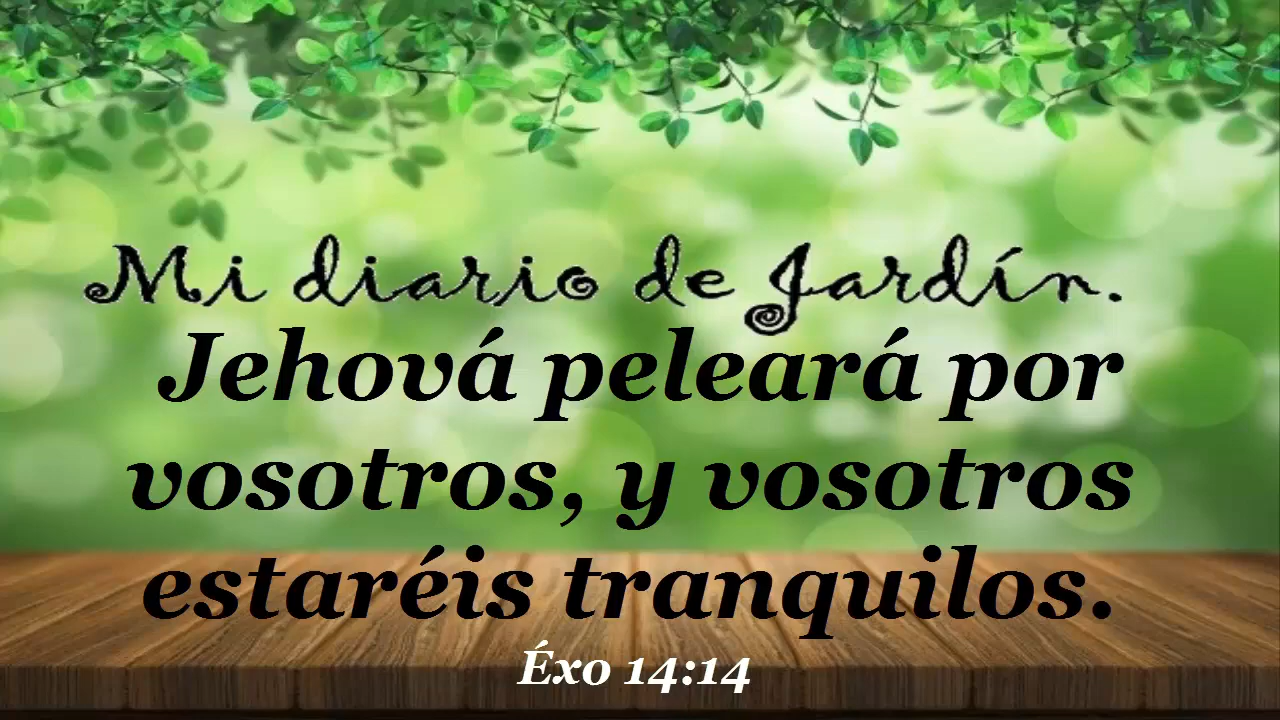 Mi diario de Jardín.
Jehová peleará por
vosotros, y vosotros
estaréis tranquilos.
Éxo 14:14